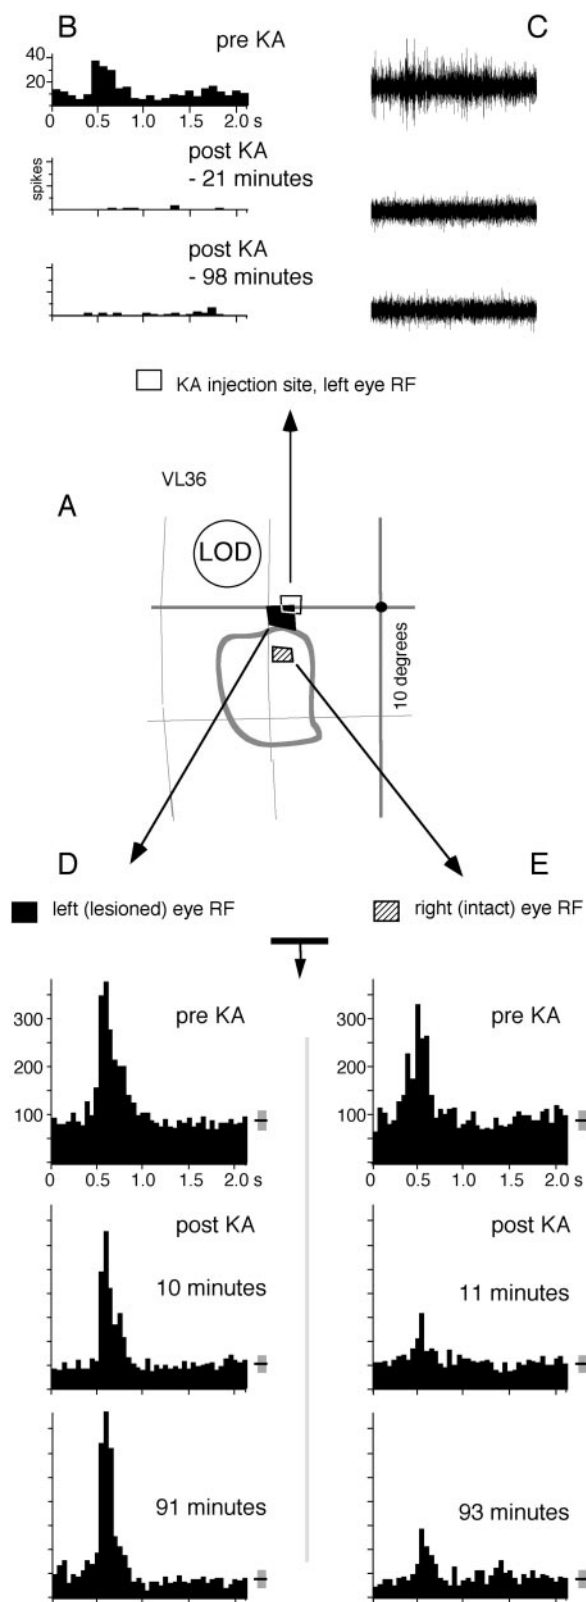 B
pre KA
C
40
20
0 0.5 1.0 1.5 2.0 s
post KA
- 21 minutes
spikes
post KA
- 98 minutes
KA injection site, left eye RF
VL36
A
LOD
10 degrees
D
E
left (lesioned) eye RF
right (intact) eye RF
pre KA
300
200
100
0 0.5 1.0 1.5 2.0 s
post KA
10 minutes
91 minutes
pre KA
300
200
100
0 0.5 1.0 1.5 2.0 s
post KA
11 minutes
93 minutes